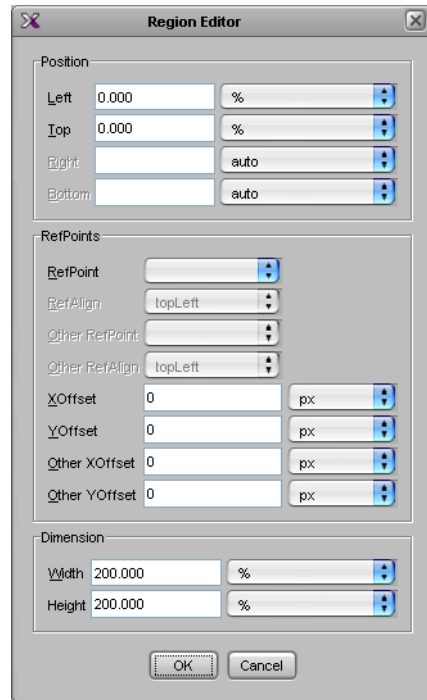 Region Editor
Position
Left 0.000 %
Top 0.000 %
Right auto
Bottom auto
RefPoints
RefPoint
RefAlign topLeft
Other RefPoint
Other RefAlign topLeft
XOffset 0 px
YOffset 0 px
Other XOffset 0 px
Other YOffset 0 px
Dimension
Width 200.000 %
Height 200.000 %
OK Cancel